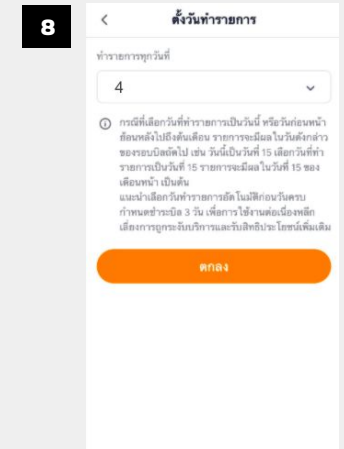 8
ตั้งวันทำรายการ
ทำรายการทุกวันที่
4
กรณีที่เลือกวันที่ทำรายการเป็นวันนี้ หรือวันก่อนหน้า
ย้อนหลังไปถึงต้นเดือน รายการจะมีผลในวันดังกล่าว
ของรอบบิลถัดไป เช่น วันนี้เป็นวันที่ 15 เลือกวันที่ทำ
รายการเป็นวันที่ 15 รายการจะมีผลในวันที่ 15 ของ
เดือนหน้า เป็นต้น
แนะนำเลือกวันทำรายการอัตโนมัติก่อนวันครบ
กำหนดชำระบิล 3 วัน เพื่อการใช้งานต่อเนื่องหลีก
เลี่ยงการถูกระงับบริการและรับสิทธิประโยชน์เพิ่มเติม
ตกลง